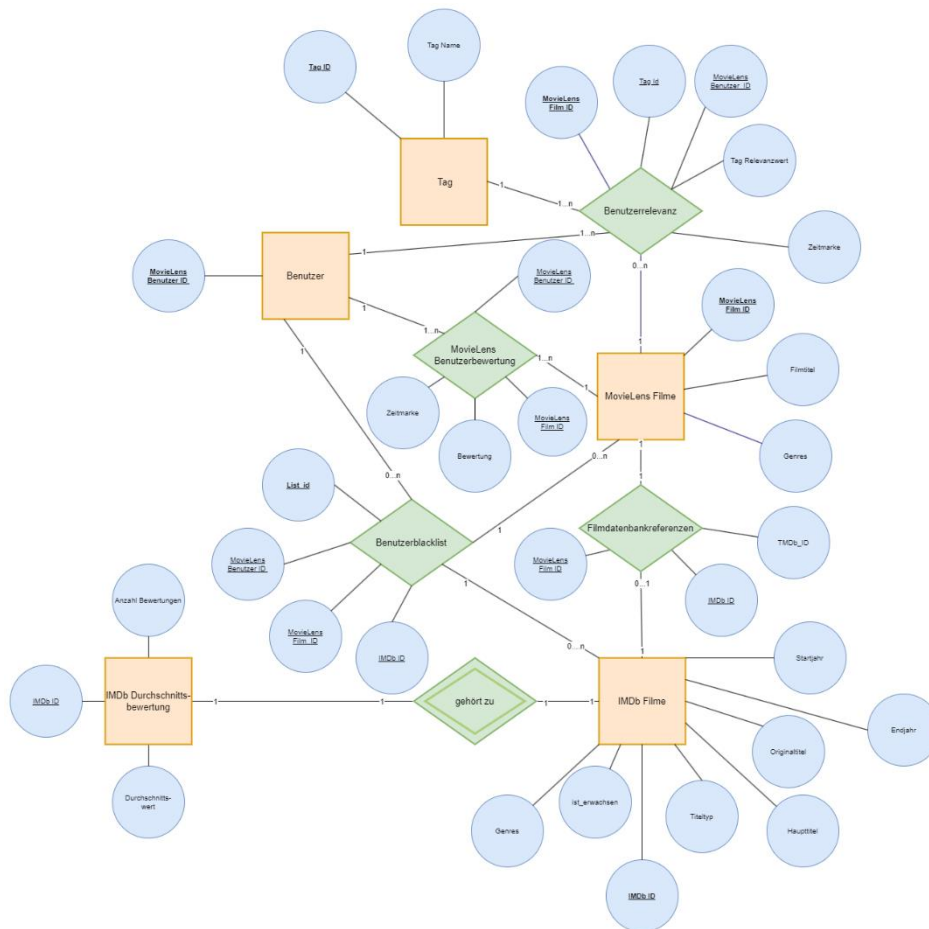 Tag Name
Tag ID
MovieLens
Film ID
Tag Id
MovieLens
Benutzer_ID
Tag Relevanzwert
Tag
1
1...n
Benutzerrelevanz
1...n
1
0...n
Zeitmarke
MovieLens
Benutzer ID
Benutzer
MovieLens
Benutzer ID
MovieLens
Film ID
1
1...n
MovieLens
Benutzerbewertung
1...n
1
1
1
MovieLens Filme
Filmtitel
Zeitmarke
Bewertung
MovieLens
Film ID
Genres
0...n
1
0...n
List_id
Benutzerblacklist
1
Filmdatenbankreferenzen
TMDb_ID
MovieLens
Benutzer ID
MovieLens
Film ID
IMDb ID
1
0...1
MovieLens
Film_ID
IMDb ID
Anzahl Bewertungen
0...n
1
Startjahr
IMDb ID
IMDb Durchschnitts-
bewertung
1
1
gehört zu
1
1
IMDb Filme
Endjahr
Originaltitel
Durchschnitts-
wert
Genres
ist_erwachsen
Titeltyp
Haupttitel
IMDb ID